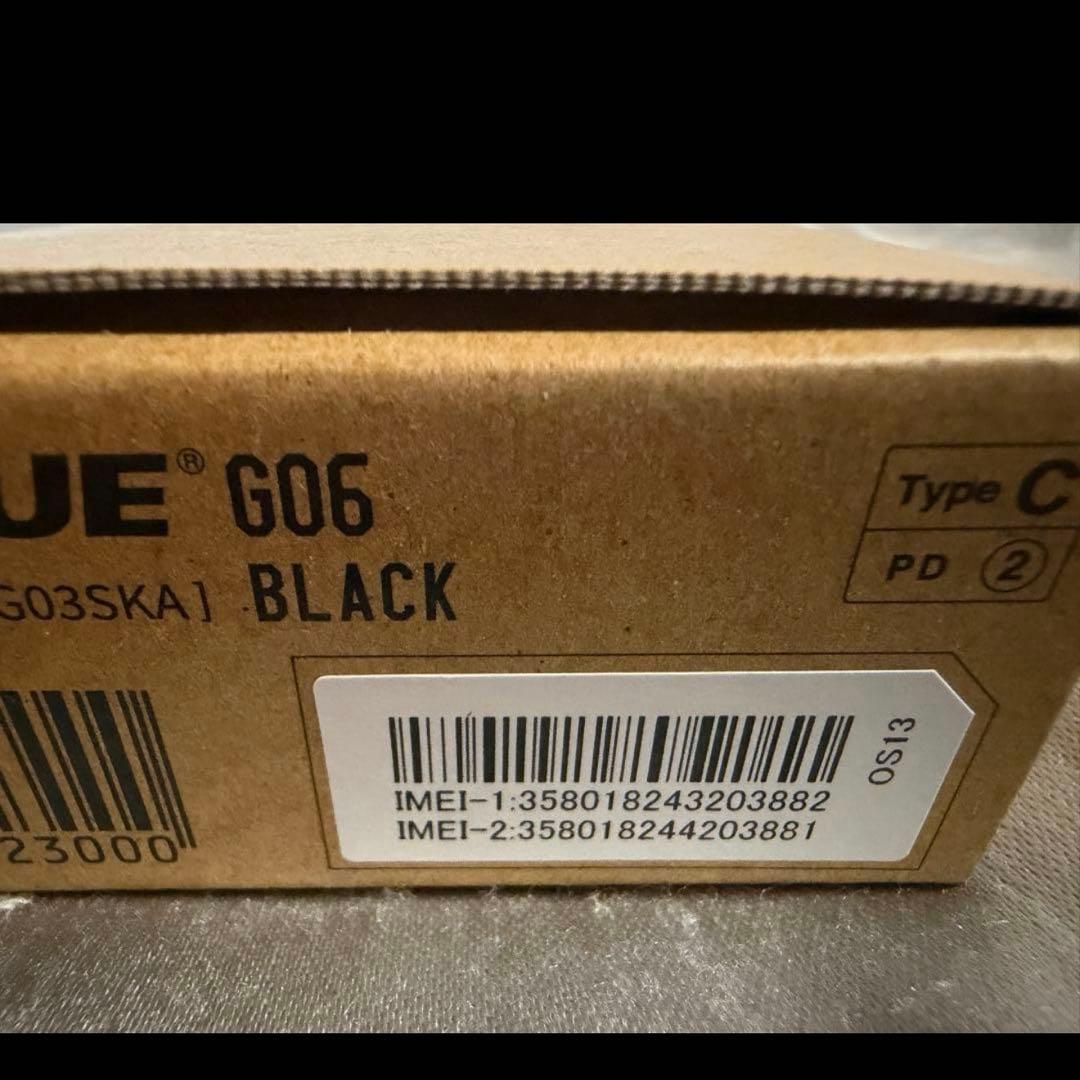 UE® G06
G03SKA] BLACK
Type C
PD ②
23000
OS13
IMEI-1:358018243203882
IMEI-2:358018244203881